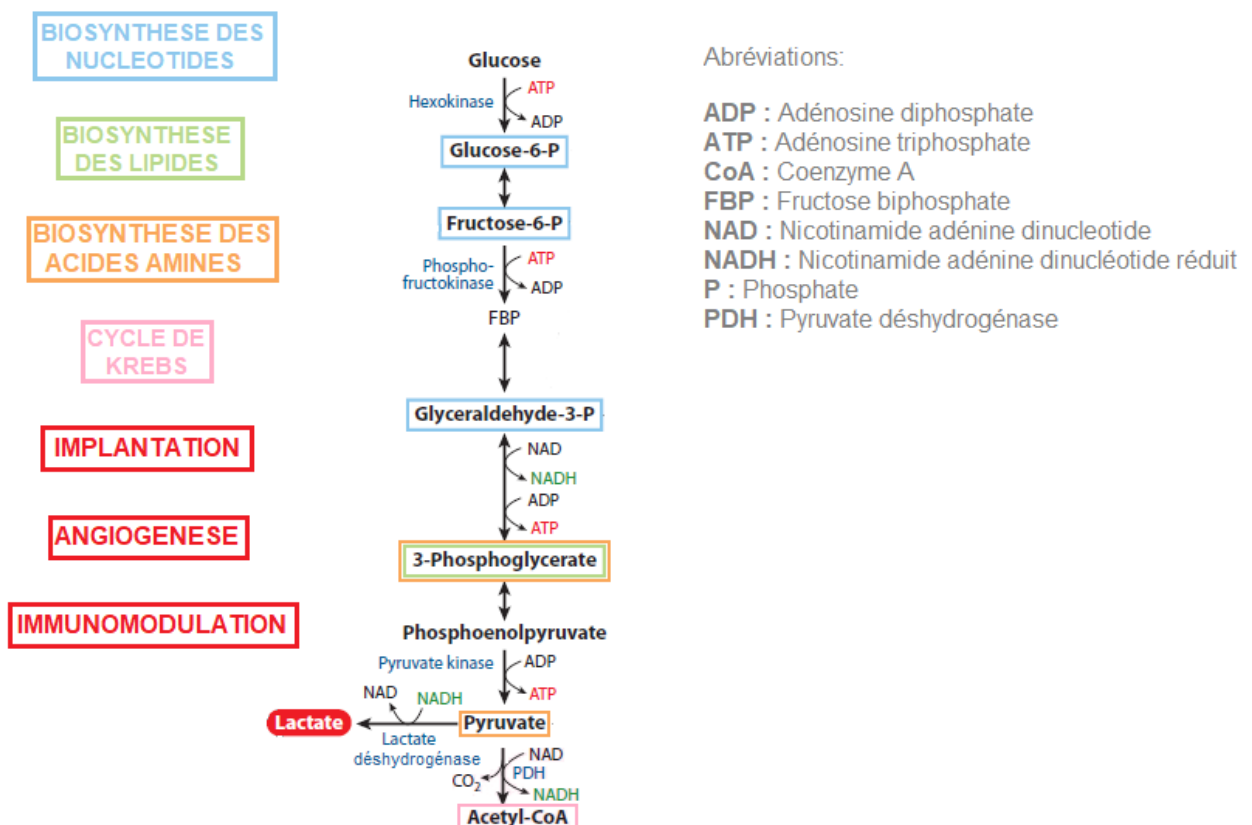 BIOSYNTHESE DES
NUCLEOTIDES
BIOSYNTHESE
DES LIPIDES
BIOSYNTHESE DES
ACIDES AMINES
CYCLE DE
KREBS
IMPLANTATION
ANGIOGENESE
IMMUNOMODULATION
Glucose
Hexokinase
ATP
ADP
Glucose-6-P
Fructose-6-P
Phospho-
fructokinase
ATP
ADP
FBP
Glyceraldehyde-3-P
NAD
NADH
ADP
ATP
3-Phosphoglycerate
Phosphoenolpyruvate
Pyruvate kinase
ADP
ATP
NAD
NADH
Lactate
Pyruvate
Lactate
déshydrogénase
NAD
CO₂
PDH
NADH
Acetyl-CoA
Abréviations:
ADP : Adénosine diphosphate
ATP : Adénosine triphosphate
CoA : Coenzyme A
FBP : Fructose biphosphate
NAD : Nicotinamide adénine dinucleotide
NADH : Nicotinamide adénine dinucléotide réduit
P : Phosphate
PDH : Pyruvate déshydrogénase